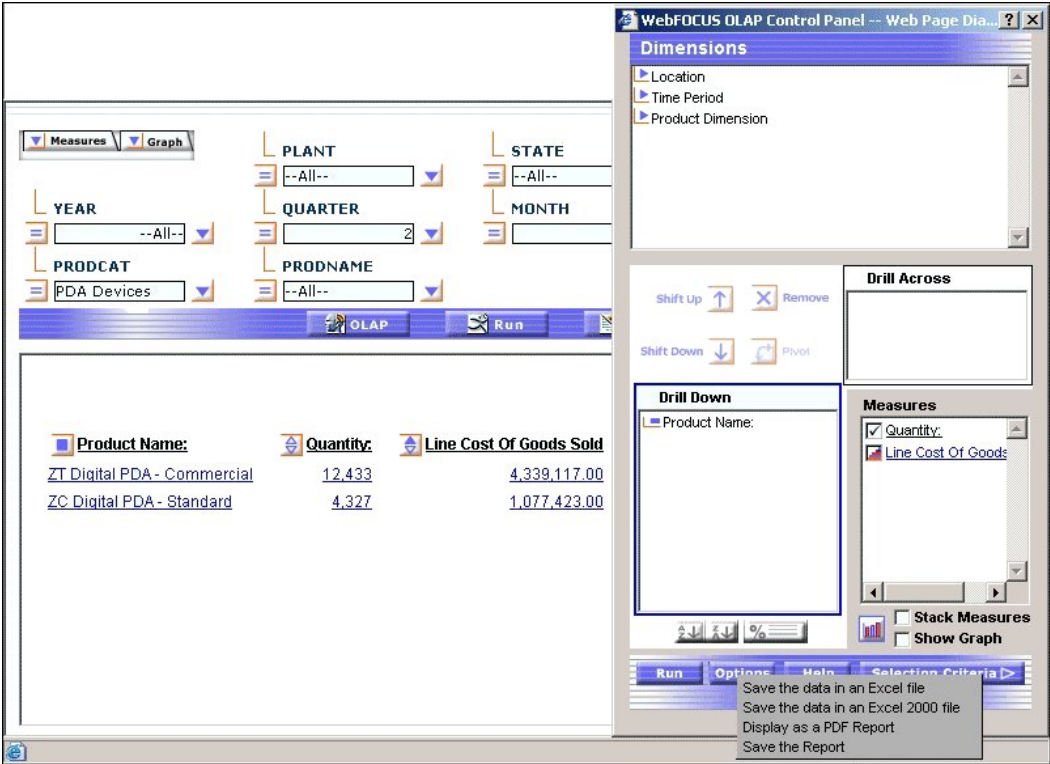 WebFOCUS OLAP Control Panel -- Web Page Dia...
Dimensions
Location
Time Period
Product Dimension
Measures
Graph
PLANT
STATE
--All--
--All--
YEAR
QUARTER
MONTH
--All--
2
PRODCAT
PRODNAME
PDA Devices
--All--
OLAP
Run
Product Name:
Quantity:
Line Cost Of Goods Sold
ZT Digital PDA - Commercial
12,433
4,339,117.00
ZC Digital PDA - Standard
4,327
1,077,423.00
Shift Up
Remove
Shift Down
Pivot
Drill Across
Drill Down
Product Name:
Measures
Quantity:
Line Cost Of Goods
Stack Measures
Show Graph
Run
Options
Help
Selection Criteria
Save the data in an Excel file
Save the data in an Excel 2000 file
Display as a PDF Report
Save the Report